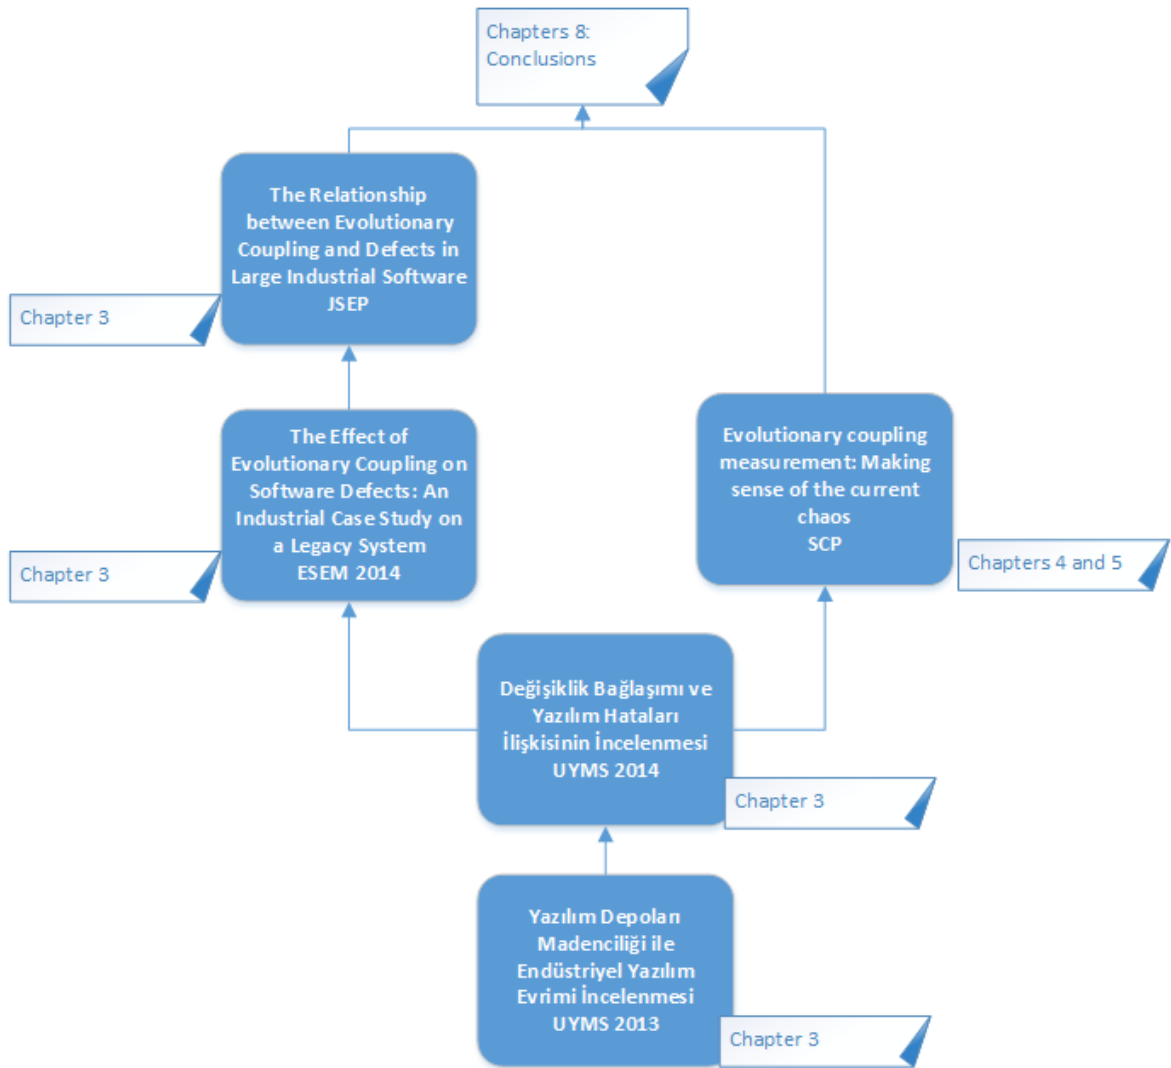 Chapters 8:
Conclusions
The Relationship
between Evolutionary
Coupling and Defects in
Large Industrial Software
JSEP
Chapter 3
The Effect of
Evolutionary Coupling on
Software Defects: An
Industrial Case Study on
a Legacy System
ESEM 2014
Chapter 3
Evolutionary coupling
measurement: Making
sense of the current
chaos
SCP
Chapters 4 and 5
Değişiklik Bağlaşımı ve
Yazılım Hataları
İlişkisinin İncelenmesi
UYMS 2014
Chapter 3
Yazılım Depoları
Madenciliği ile
Endüstriyel Yazılım
Evrimi İncelenmesi
UYMS 2013
Chapter 3